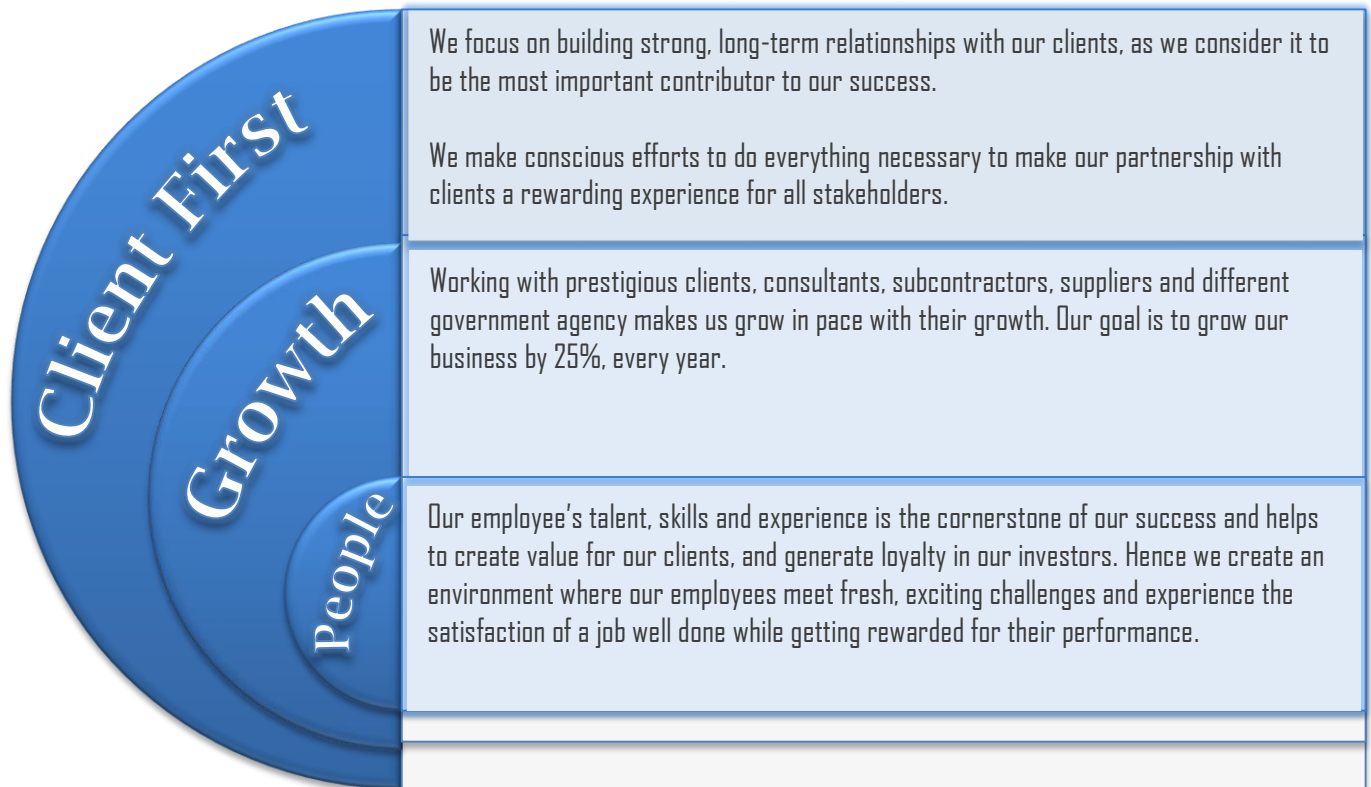 Client First
We focus on building strong, long-term relationships with our clients, as we consider it to
be the most important contributor to our success.
We make conscious efforts to do everything necessary to make our partnership with
clients a rewarding experience for all stakeholders.
Growth
Working with prestigious clients, consultants, subcontractors, suppliers and different
government agency makes us grow in pace with their growth. Our goal is to grow our
business by 25%, every year.
People
Our employee's talent, skills and experience is the cornerstone of our success and helps
to create value for our clients, and generate loyalty in our investors. Hence we create an
environment where our employees meet fresh, exciting challenges and experience the
satisfaction of a job well done while getting rewarded for their performance.